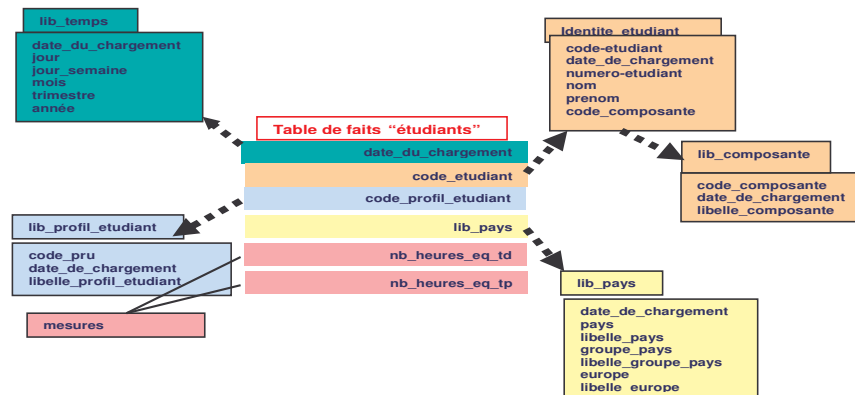 lib_temps
date_du_chargement
jour
jour_semaine
mois
trimestre
année
Identite_etudiant
code-etudiant
date_de_chargement
numero-etudiant
nom
prenom
code_composante
Table de faits “étudiants”
date_du_chargement
code_etudiant
code_profil_etudiant
lib_pays
nb_heures_eq_td
nb_heures_eq_tp
lib_composante
code_composante
date_de_chargement
libelle_composante
lib_profil_etudiant
code_pru
date_de_chargement
libelle_profil_etudiant
mesures
lib_pays
date_de_chargement
pays
libelle_pays
groupe_pays
libelle_groupe_pays
europe
libelle_europe